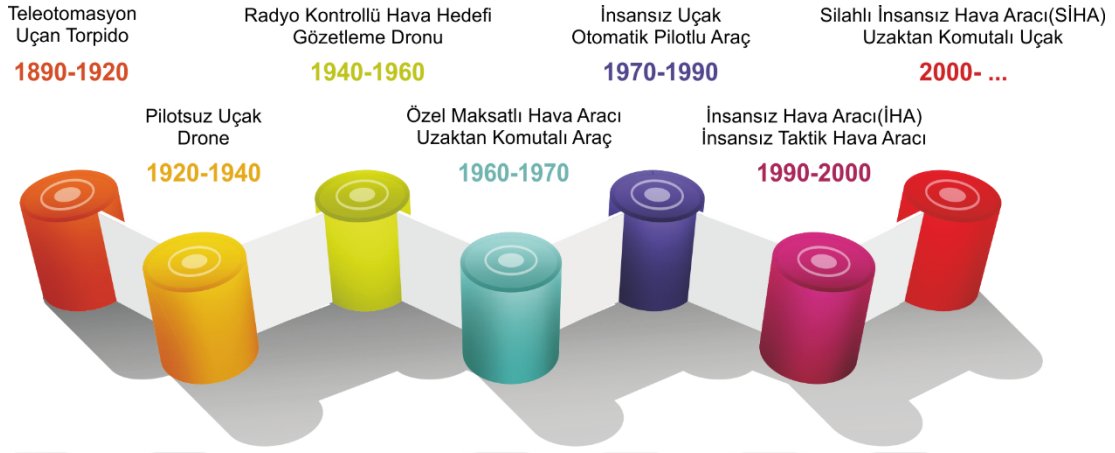 Teleotomasyon
Uçan Torpido
1890-1920
Pilotsuz Uçak
Drone
1920-1940
Radyo Kontrollü Hava Hedefi
Gözetleme Dronu
1940-1960
Özel Maksatlı Hava Aracı
Uzaktan Komutalı Araç
1960-1970
İnsansız Uçak
Otomatik Pilotlu Araç
1970-1990
İnsansız Hava Aracı(İHA)
İnsansız Taktik Hava Aracı
1990-2000
Silahlı İnsansız Hava Aracı(SİHA)
Uzaktan Komutalı Uçak
2000- ...